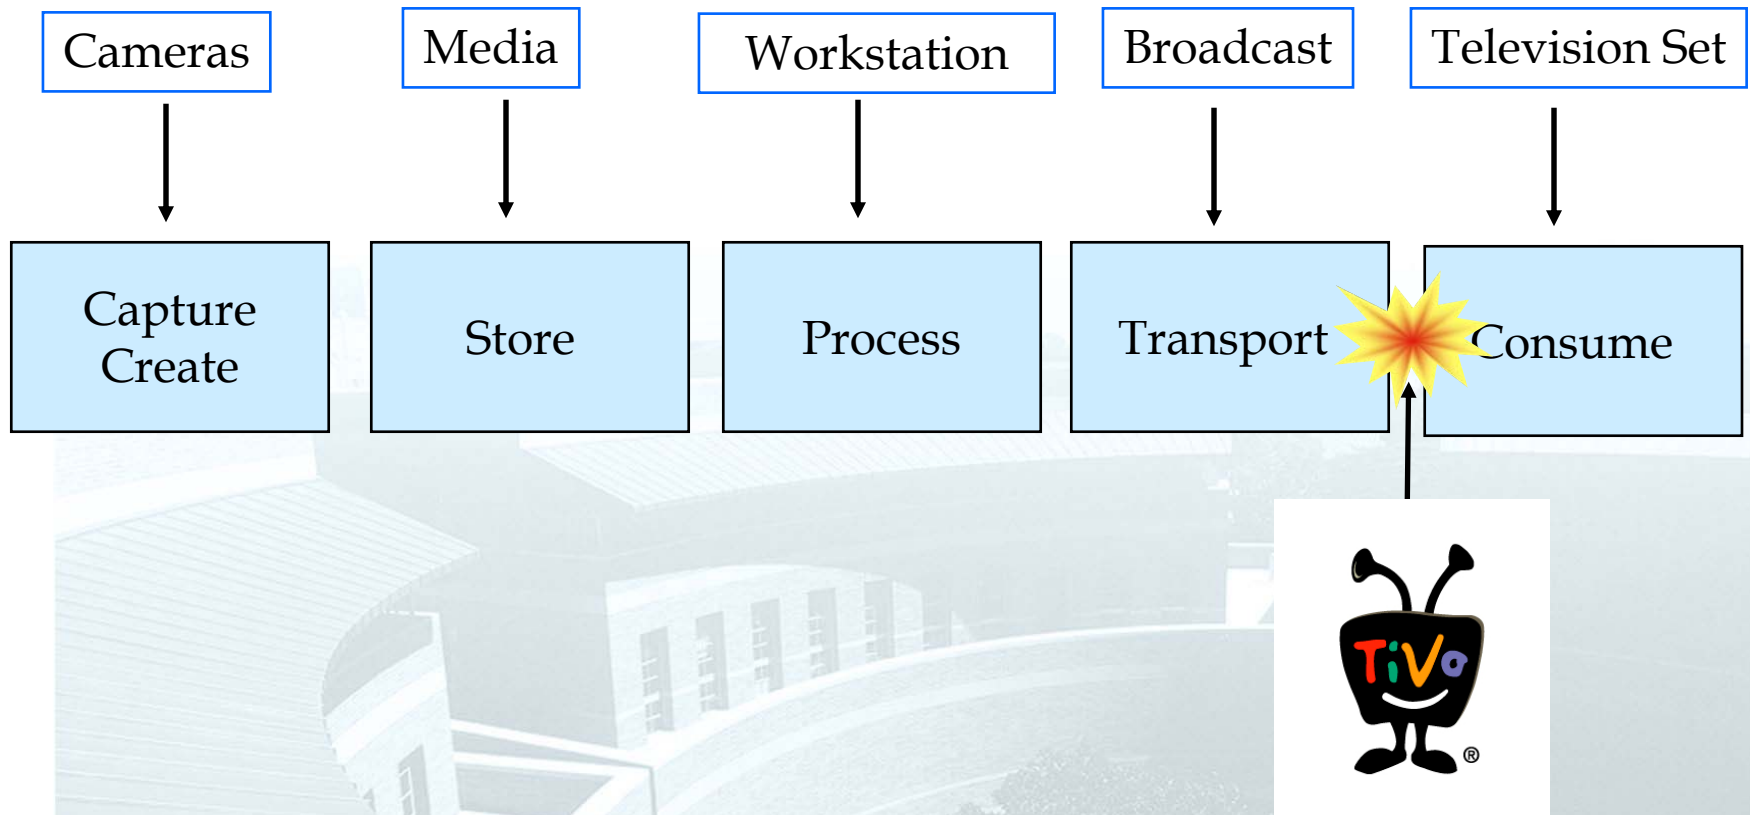 Cameras
Media
Workstation
Broadcast
Television Set
Capture
Create
Store
Process
Transport
Consume
TiVo
®